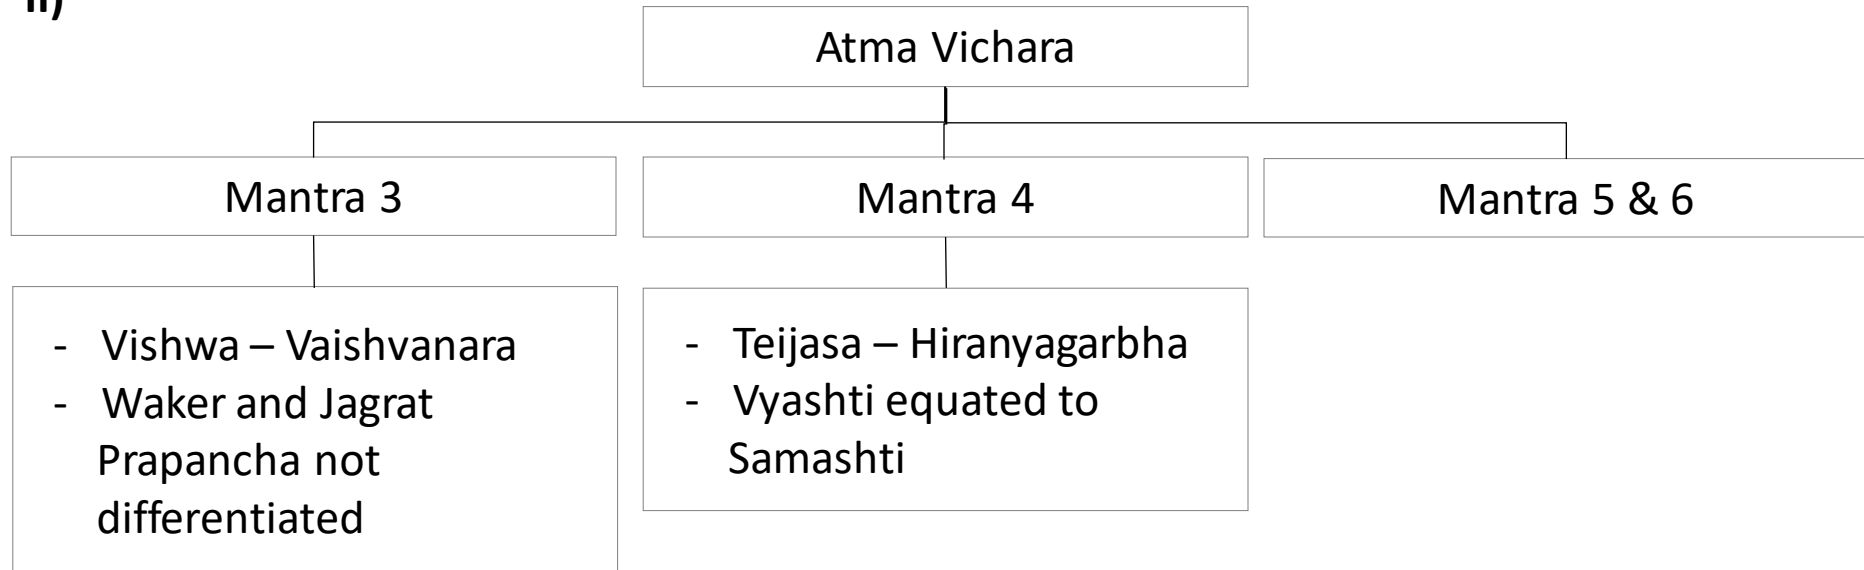 ii)
Atma Vichara
Mantra 3
Mantra 4
Mantra 5 & 6
- Vishwa – Vaishvanara
- Waker and Jagrat
Prapancha not
differentiated
- Teijasa – Hiranyagarbha
- Vyashti equated to
Samashti